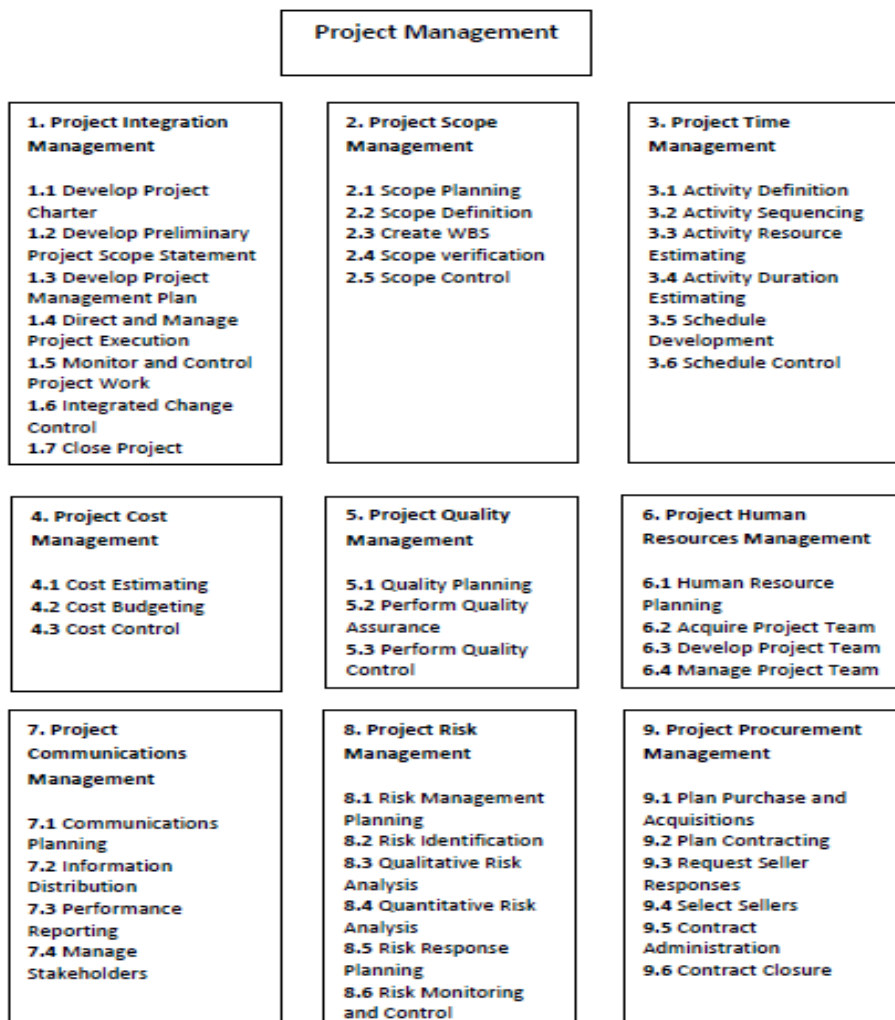 Project Management
1. Project Integration
Management
1.1 Develop Project
Charter
1.2 Develop Preliminary
Project Scope Statement
1.3 Develop Project
Management Plan
1.4 Direct and Manage
Project Execution
1.5 Monitor and Control
Project Work
1.6 Integrated Change
Control
1.7 Close Project
2. Project Scope
Management
2.1 Scope Planning
2.2 Scope Definition
2.3 Create WBS
2.4 Scope verification
2.5 Scope Control
3. Project Time
Management
3.1 Activity Definition
3.2 Activity Sequencing
3.3 Activity Resource
Estimating
3.4 Activity Duration
Estimating
3.5 Schedule
Development
3.6 Schedule Control
4. Project Cost
Management
4.1 Cost Estimating
4.2 Cost Budgeting
4.3 Cost Control
5. Project Quality
Management
5.1 Quality Planning
5.2 Perform Quality
Assurance
5.3 Perform Quality
Control
6. Project Human
Resources Management
6.1 Human Resource
Planning
6.2 Acquire Project Team
6.3 Develop Project Team
6.4 Manage Project Team
7. Project
Communications
Management
7.1 Communications
Planning
7.2 Information
Distribution
7.3 Performance
Reporting
7.4 Manage
Stakeholders
8. Project Risk
Management
8.1 Risk Management
Planning
8.2 Risk Identification
8.3 Qualitative Risk
Analysis
8.4 Quantitative Risk
Analysis
8.5 Risk Response
Planning
8.6 Risk Monitoring
and Control
9. Project Procurement
Management
9.1 Plan Purchase and
Acquisitions
9.2 Plan Contracting
9.3 Request Seller
Responses
9.4 Select Sellers
9.5 Contract
Administration
9.6 Contract Closure